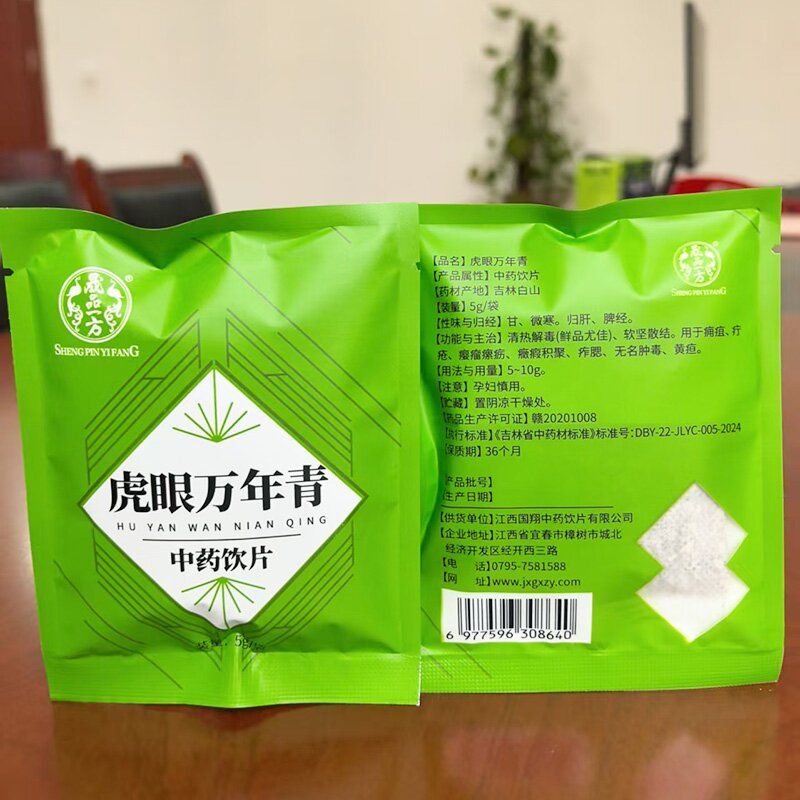 晟品一方
®
SHENG PIN YI FANG
虎眼万年青
HU YAN WAN NIAN QING
中药饮片
装量：5g/袋
晟品一方
®
SHENG PIN YI FANG
【品名】虎眼万年青
【产品属性】中药饮片
【药材产地】吉林白山
【装量】5g/袋
【性味与归经】甘、微寒。归肝、脾经。
【功能与主治】清热解毒(鲜品尤佳)、软坚散结。用于痈疽、疔
疮、瘿瘤瘰疬、癥瘕积聚、痄腮、无名肿毒、黄疸。
【用法与用量】5~10g。
【注意】孕妇慎用。
【贮藏】置阴凉干燥处。
【药品生产许可证】赣20201008
【执行标准】《吉林省中药材标准》标准号：DBY-22-JLYC-005-2024
【保质期】36个月
【产品批号】
【生产日期】
【供货单位】江西国翔中药饮片有限公司
【企业地址】江西省宜春市樟树市城北
经济开发区经开西三路
【电 话】0795-7581588
【网 址】www.jxgxzy.com
6 977596 308640